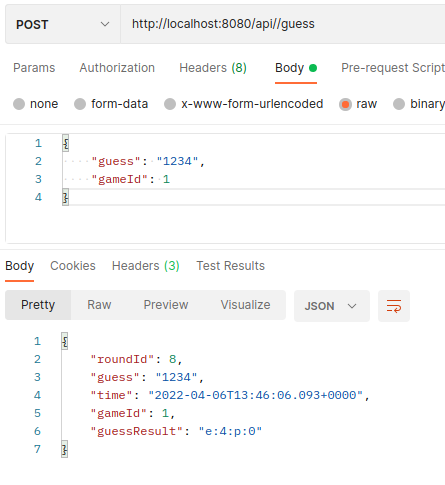 POST http://localhost:8080/api//guess
Params Authorization Headers (8) Body Pre-request Script
none form-data x-www-form-urlencoded raw binary
1 {
2 "guess": "1234",
3 "gameId": 1
4 }
Body Cookies Headers (3) Test Results
Pretty Raw Preview Visualize JSON
1 {
2 "roundId": 8,
3 "guess": "1234",
4 "time": "2022-04-06T13:46:06.093+0000",
5 "gameId": 1,
6 "guessResult": "e:4:p:0"
7 }